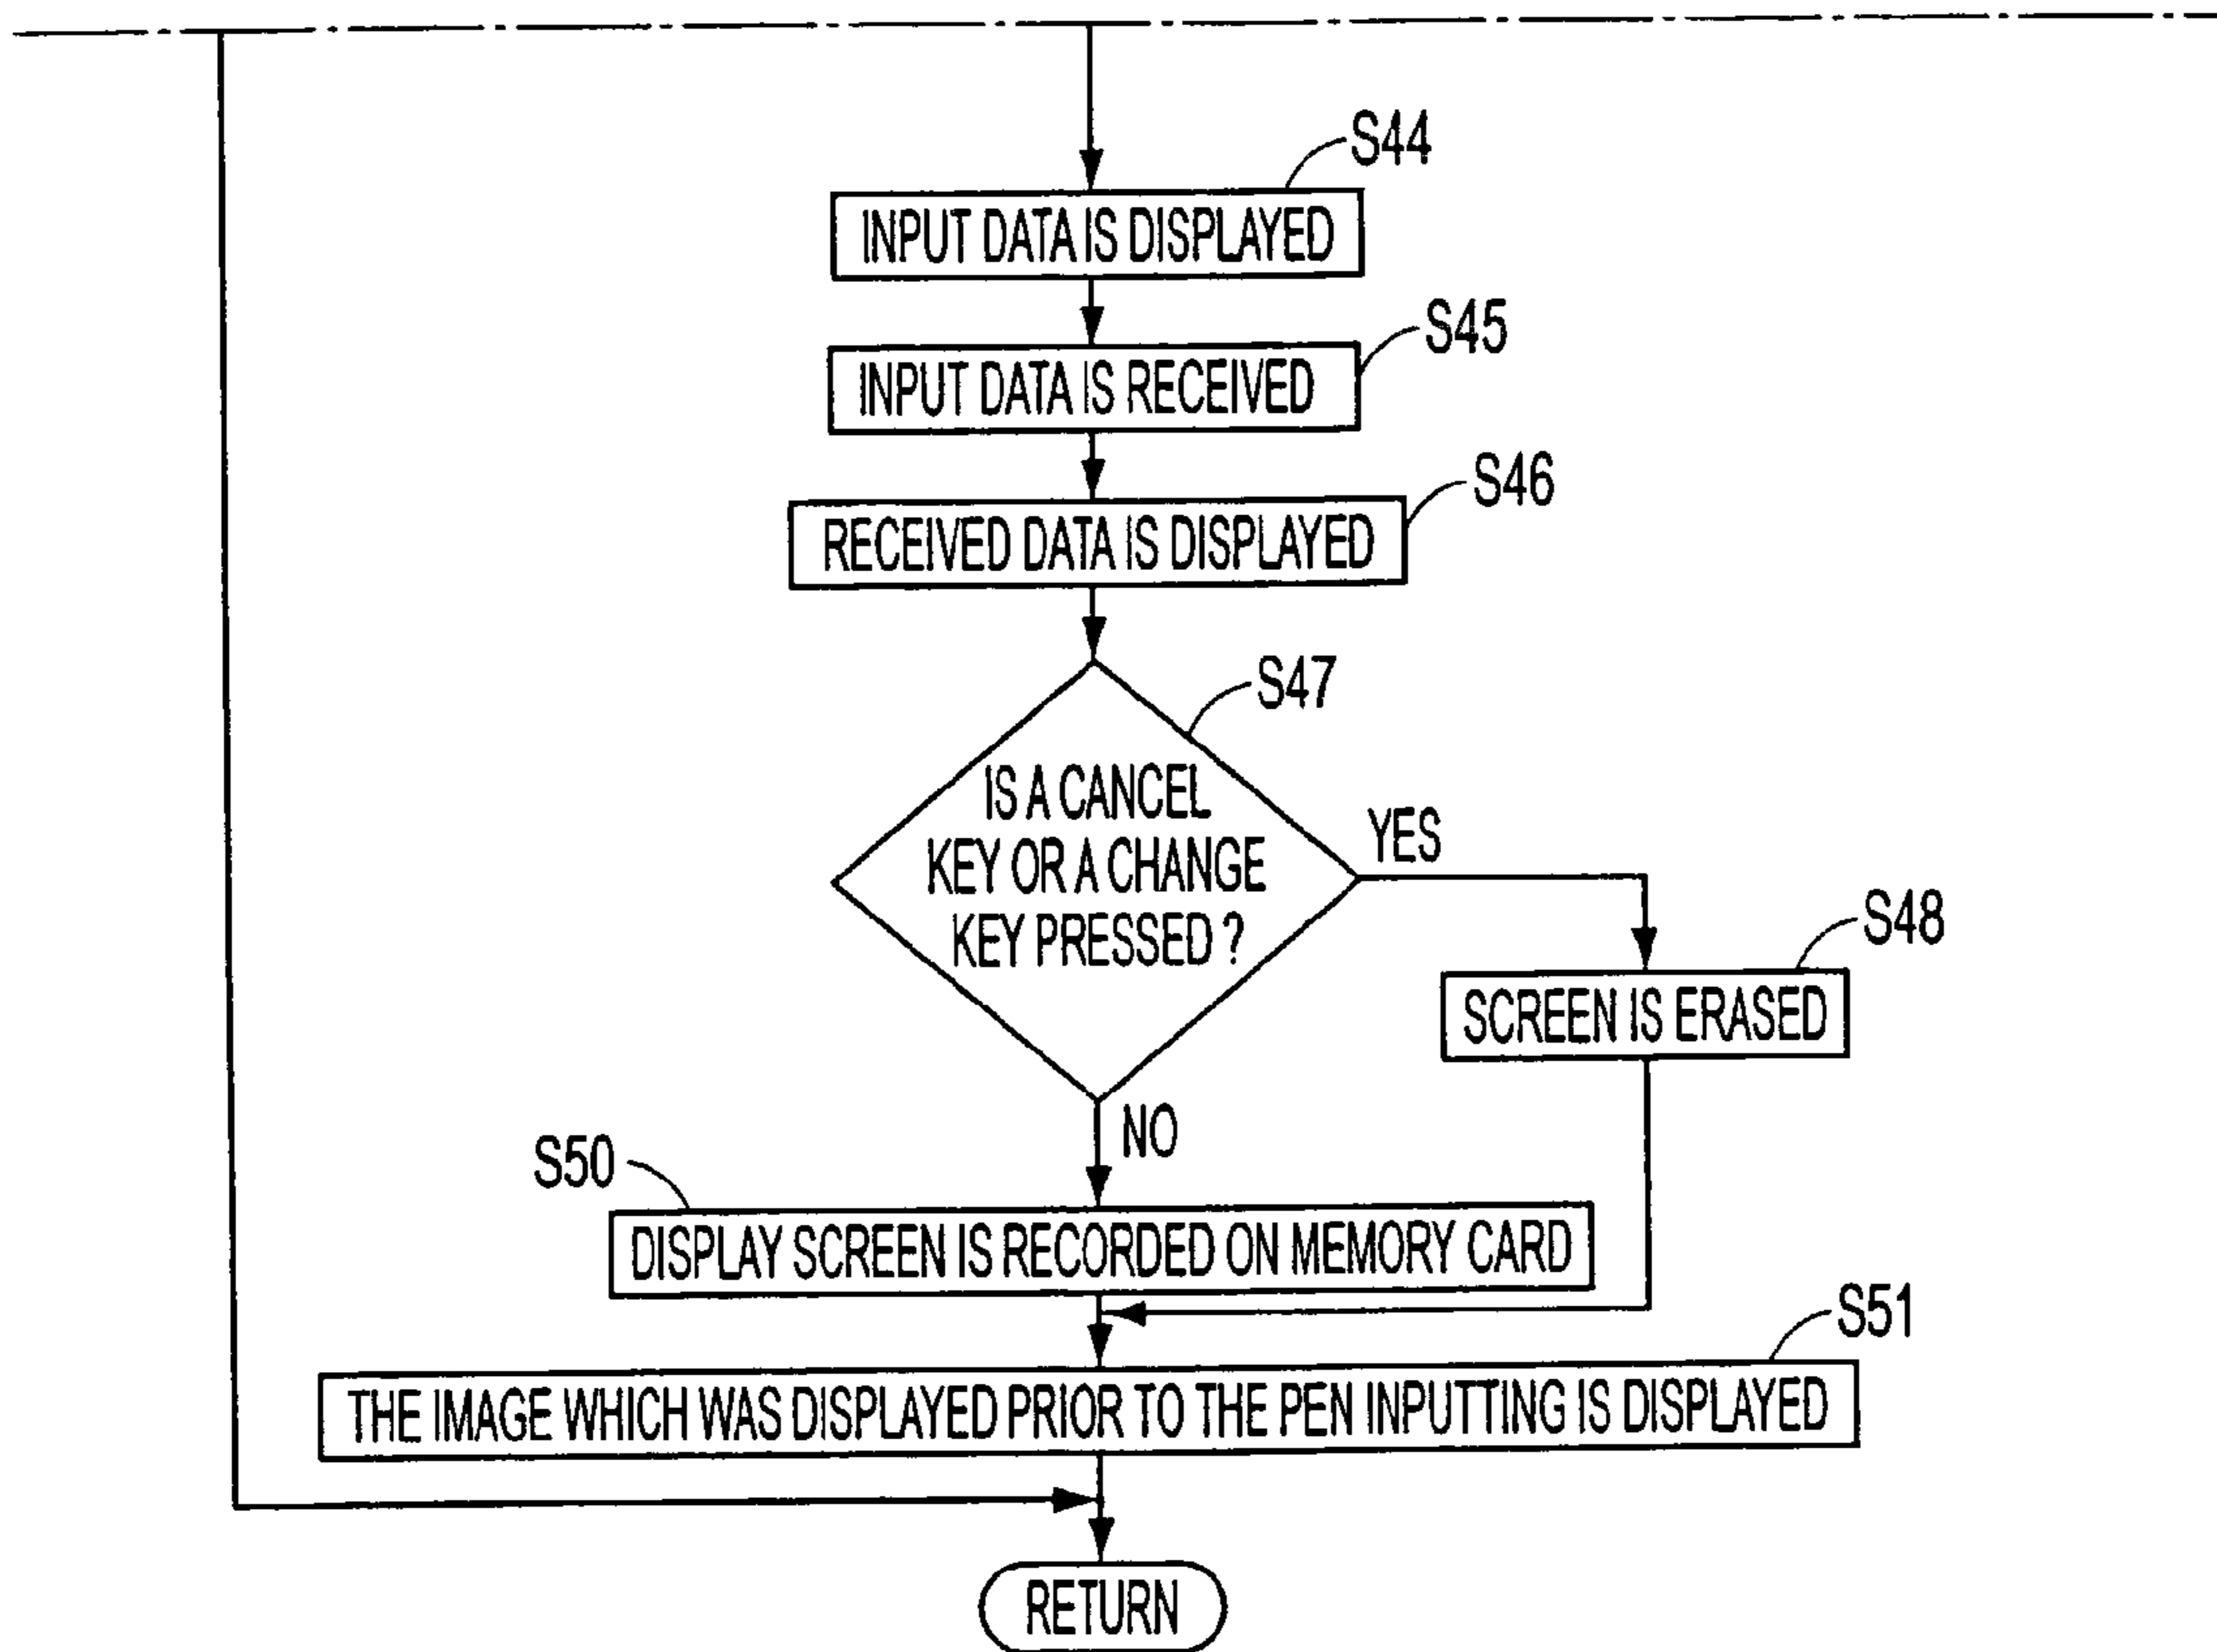 S44
INPUT DATA IS DISPLAYED
S45
INPUT DATA IS RECEIVED
S46
RECEIVED DATA IS DISPLAYED
S47
IS A CANCEL
KEY OR A CHANGE
KEY PRESSED ?
YES
S48
SCREEN IS ERASED
NO
S50
DISPLAY SCREEN IS RECORDED ON MEMORY CARD
S51
THE IMAGE WHICH WAS DISPLAYED PRIOR TO THE PEN INPUTTING IS DISPLAYED
RETURN